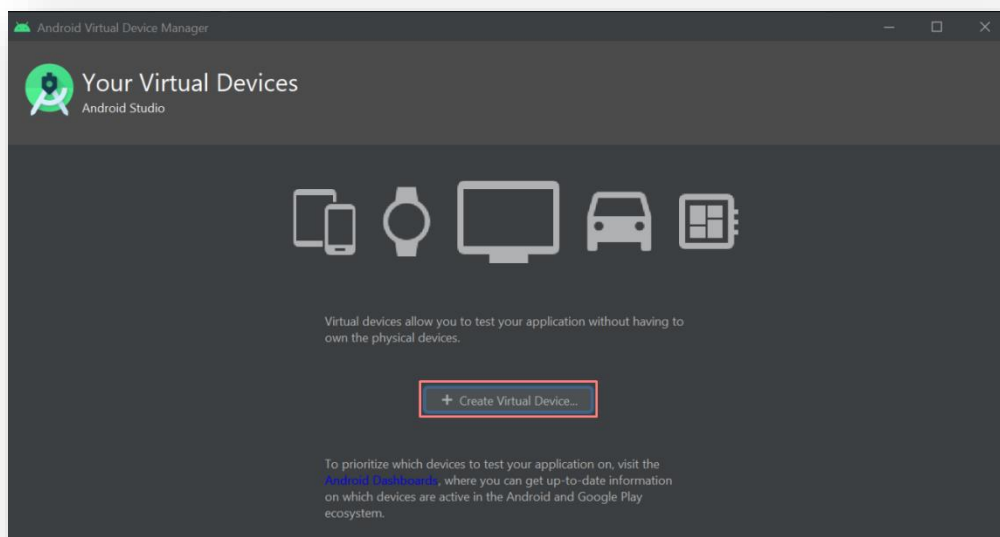 Android Virtual Device Manager
Your Virtual Devices
Android Studio
Virtual devices allow you to test your application without having to
own the physical devices.
+ Create Virtual Device...
To prioritize which devices to test your application on, visit the
Android Dashboards, where you can get up-to-date information
on which devices are active in the Android and Google Play
ecosystem.